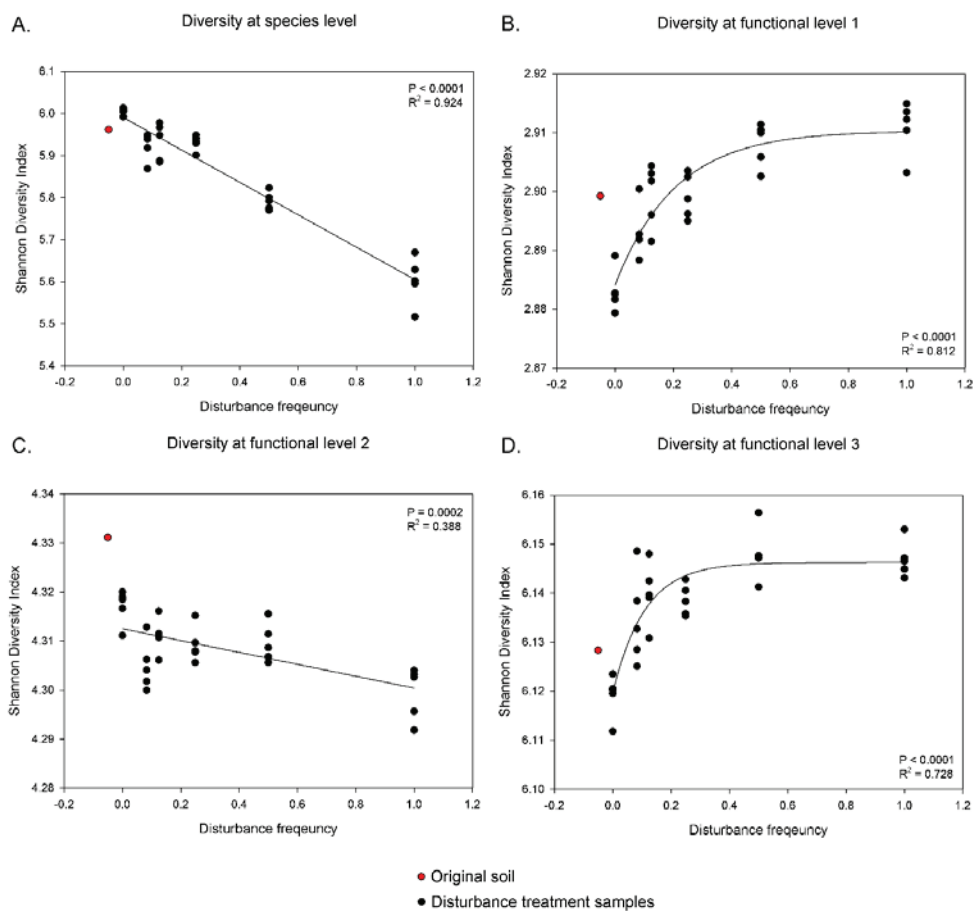 A.
Diversity at species level
P < 0.0001
R² = 0.924
Shannon Diversity Index
6.1
6.0
5.9
5.8
5.7
5.6
5.5
5.4
-0.2 0.0 0.2 0.4 0.6 0.8 1.0 1.2
Disturbance freqeuncy
B.
Diversity at functional level 1
Shannon Diversity Index
2.92
2.91
2.90
2.89
2.88
2.87
P < 0.0001
R² = 0.812
-0.2 0.0 0.2 0.4 0.6 0.8 1.0 1.2
Disturbance freqeuncy
C.
Diversity at functional level 2
P = 0.0002
R² = 0.388
Shannon Diversity Index
4.34
4.33
4.32
4.31
4.30
4.29
4.28
-0.2 0.0 0.2 0.4 0.6 0.8 1.0 1.2
Disturbance freqeuncy
D.
Diversity at functional level 3
Shannon Diversity Index
6.16
6.15
6.14
6.13
6.12
6.11
6.10
P < 0.0001
R² = 0.728
-0.2 0.0 0.2 0.4 0.6 0.8 1.0 1.2
Disturbance freqeuncy
Original soil
Disturbance treatment samples